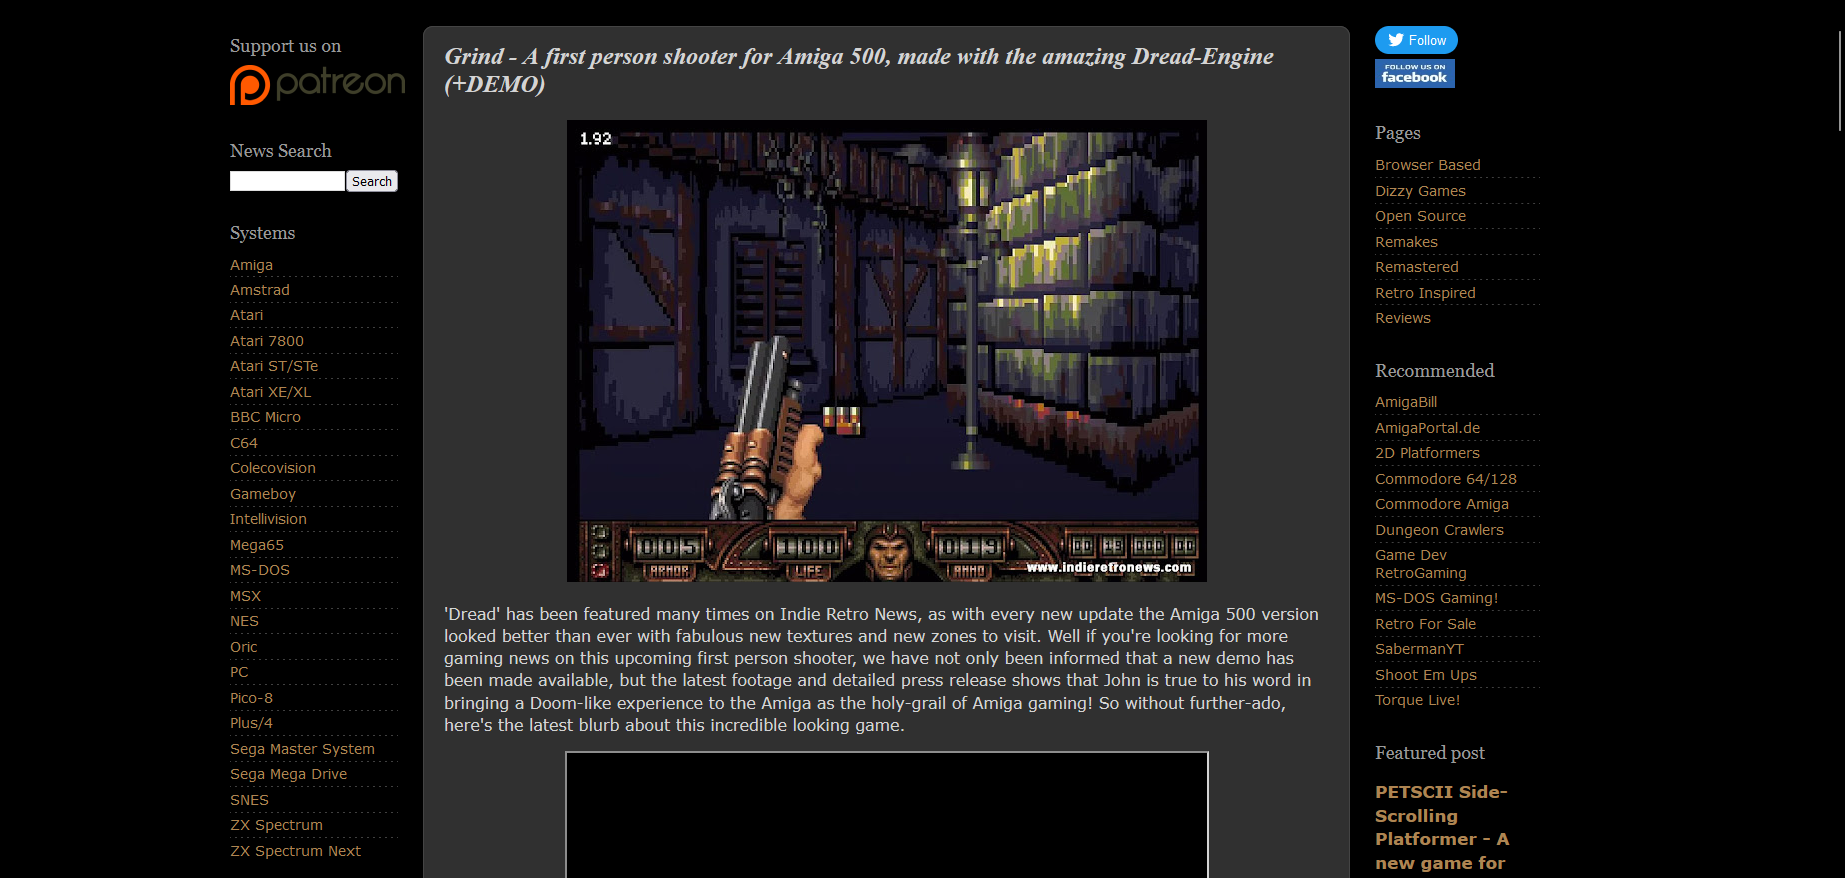 Support us on
patreon
News Search
Search
Systems
Amiga
Amstrad
Atari
Atari 7800
Atari ST/STe
Atari XE/XL
BBC Micro
C64
Colecovision
Gameboy
Intellivision
Mega65
MS-DOS
MSX
NES
Oric
PC
Pico-8
Plus/4
Sega Master System
Sega Mega Drive
SNES
ZX Spectrum
ZX Spectrum Next
Grind - A first person shooter for Amiga 500, made with the amazing Dread-Engine
(+DEMO)
1.92
005 100 019 00 19 000 00
ARMOR LIFE AMMO
www.indieretronews.com
'Dread' has been featured many times on Indie Retro News, as with every new update the Amiga 500 version
looked better than ever with fabulous new textures and new zones to visit. Well if you're looking for more
gaming news on this upcoming first person shooter, we have not only been informed that a new demo has
been made available, but the latest footage and detailed press release shows that John is true to his word in
bringing a Doom-like experience to the Amiga as the holy-grail of Amiga gaming! So without further-ado,
here's the latest blurb about this incredible looking game.
Follow
FOLLOW US ON
facebook
Pages
Browser Based
Dizzy Games
Open Source
Remakes
Remastered
Retro Inspired
Reviews
Recommended
AmigaBill
AmigaPortal.de
2D Platformers
Commodore 64/128
Commodore Amiga
Dungeon Crawlers
Game Dev
RetroGaming
MS-DOS Gaming!
Retro For Sale
SabermanYT
Shoot Em Ups
Torque Live!
Featured post
PETSCII Side-
Scrolling
Platformer - A
new game for